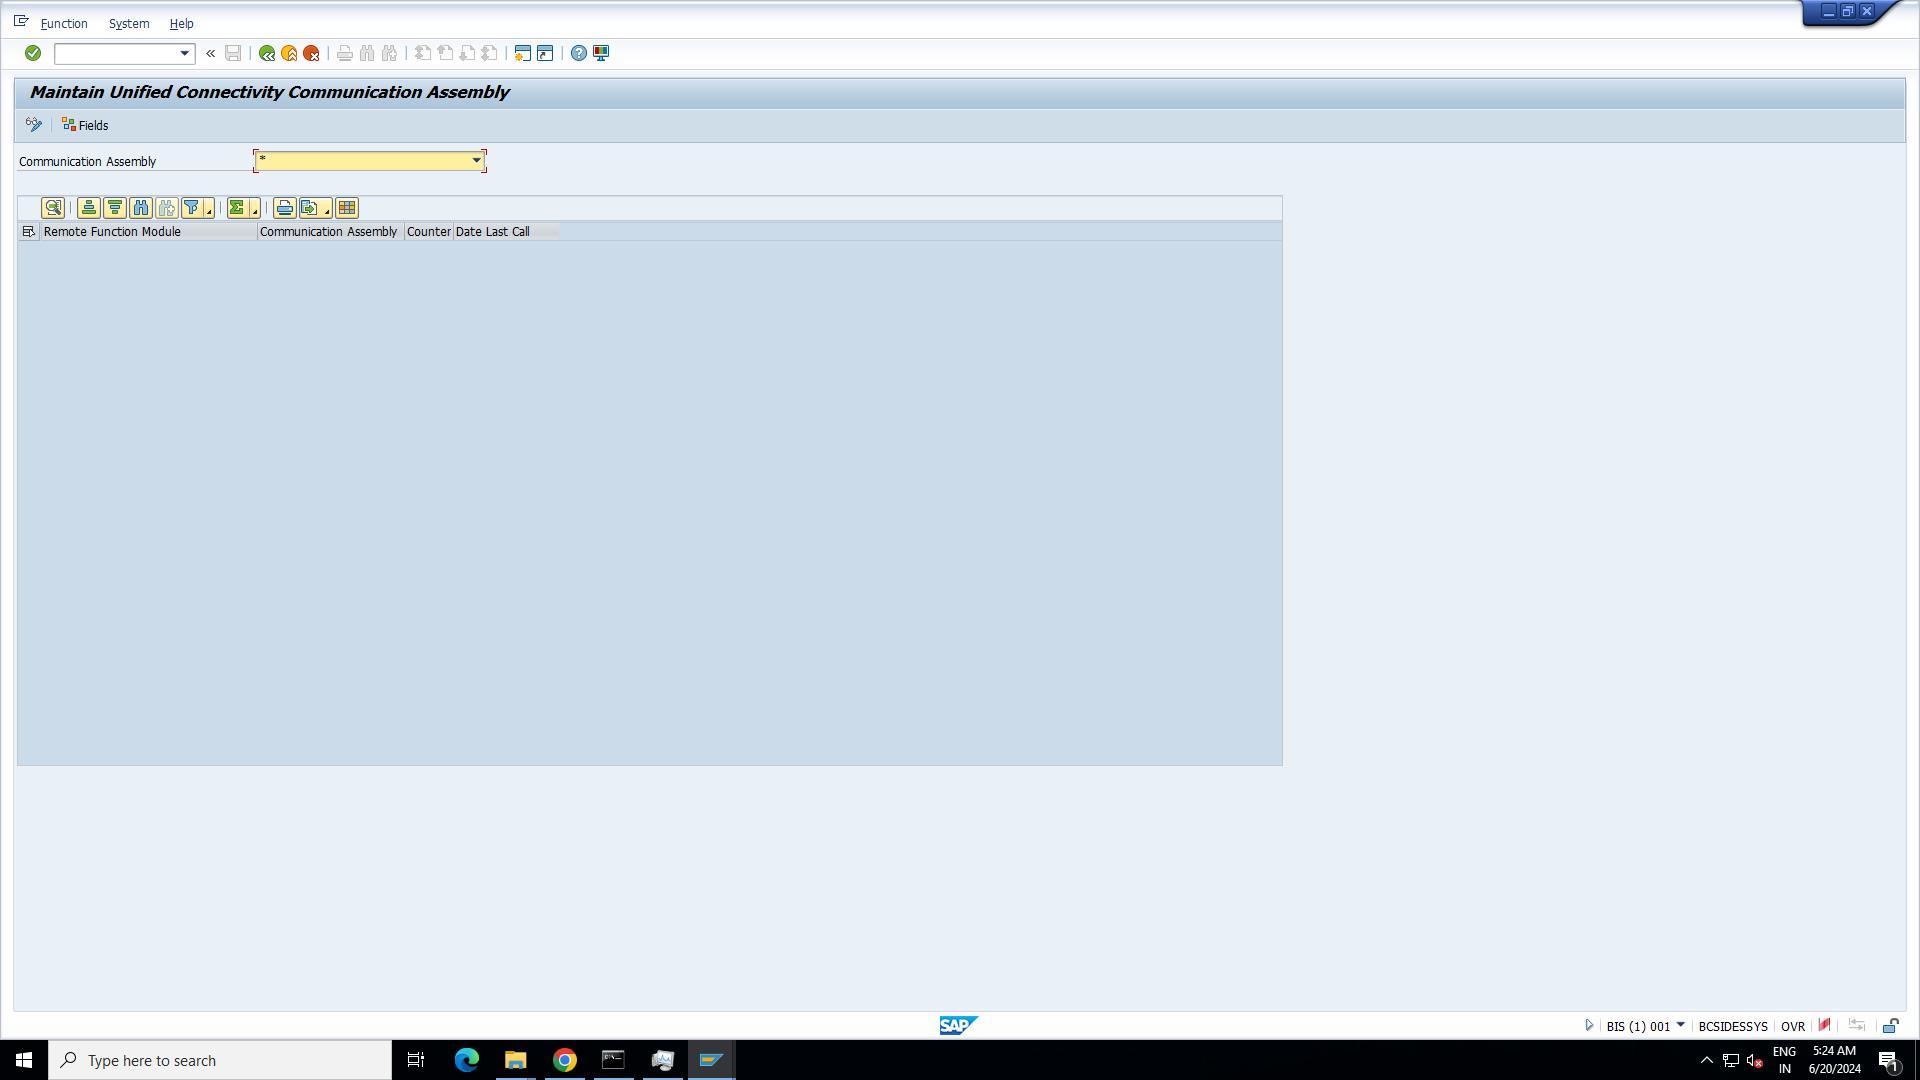 Function System Help
«
Maintain Unified Connectivity Communication Assembly
Fields
Communication Assembly *
Remote Function Module Communication Assembly Counter Date Last Call
SAP
BIS (1) 001 BCSIDESSYS OVR
Type here to search
ENG
IN
5:24 AM
6/20/2024
1